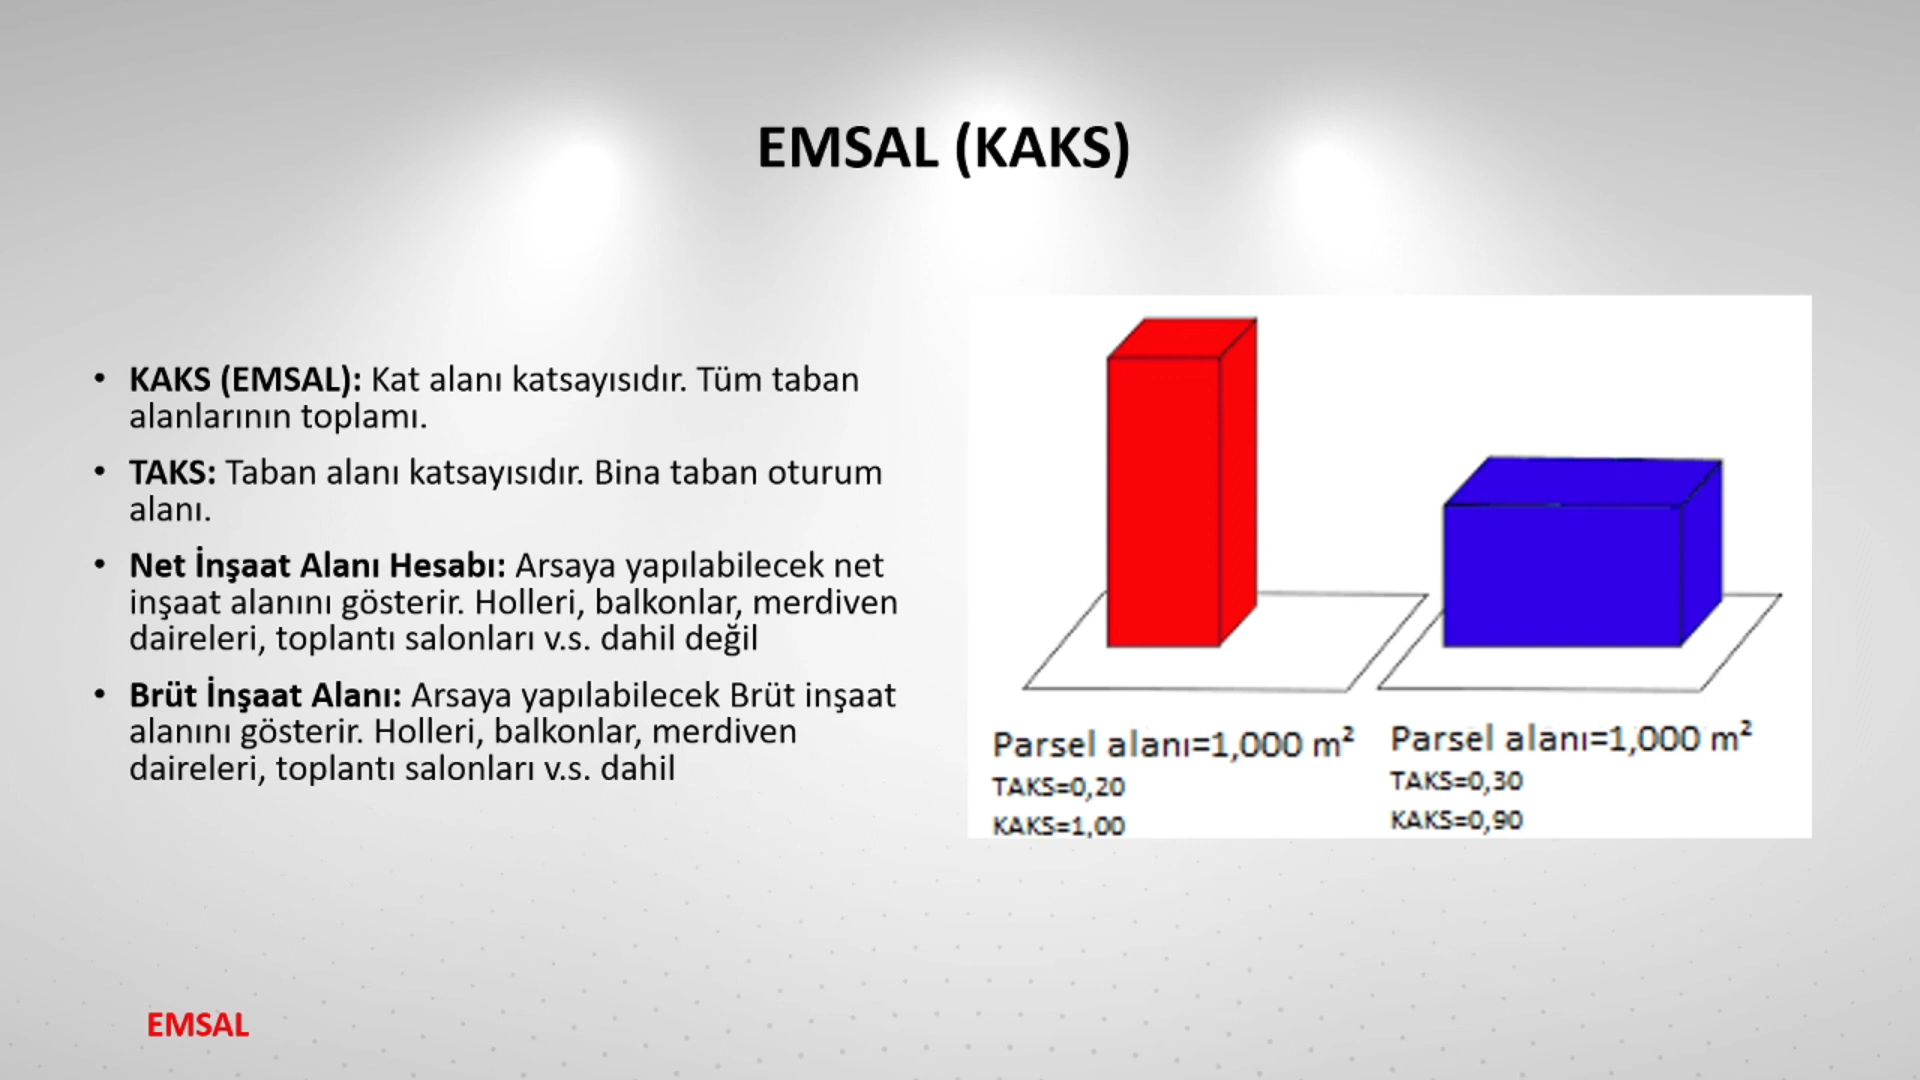 EMSAL (KAKS)
• KAKS (EMSAL): Kat alanı katsayısıdır. Tüm taban
alanlarının toplamı.
• TAKS: Taban alanı katsayısıdır. Bina taban oturum
alanı.
• Net İnşaat Alanı Hesabı: Arsaya yapılabilecek net
inşaat alanını gösterir. Holleri, balkonlar, merdiven
daireleri, toplantı salonları v.s. dahil değil
• Brüt İnşaat Alanı: Arsaya yapılabilecek Brüt inşaat
alanını gösterir. Holleri, balkonlar, merdiven
daireleri, toplantı salonları v.s. dahil
Parsel alanı=1,000 m²
TAKS=0,20
KAKS=1,00
Parsel alanı=1,000 m²
TAKS=0,30
KAKS=0,90
EMSAL